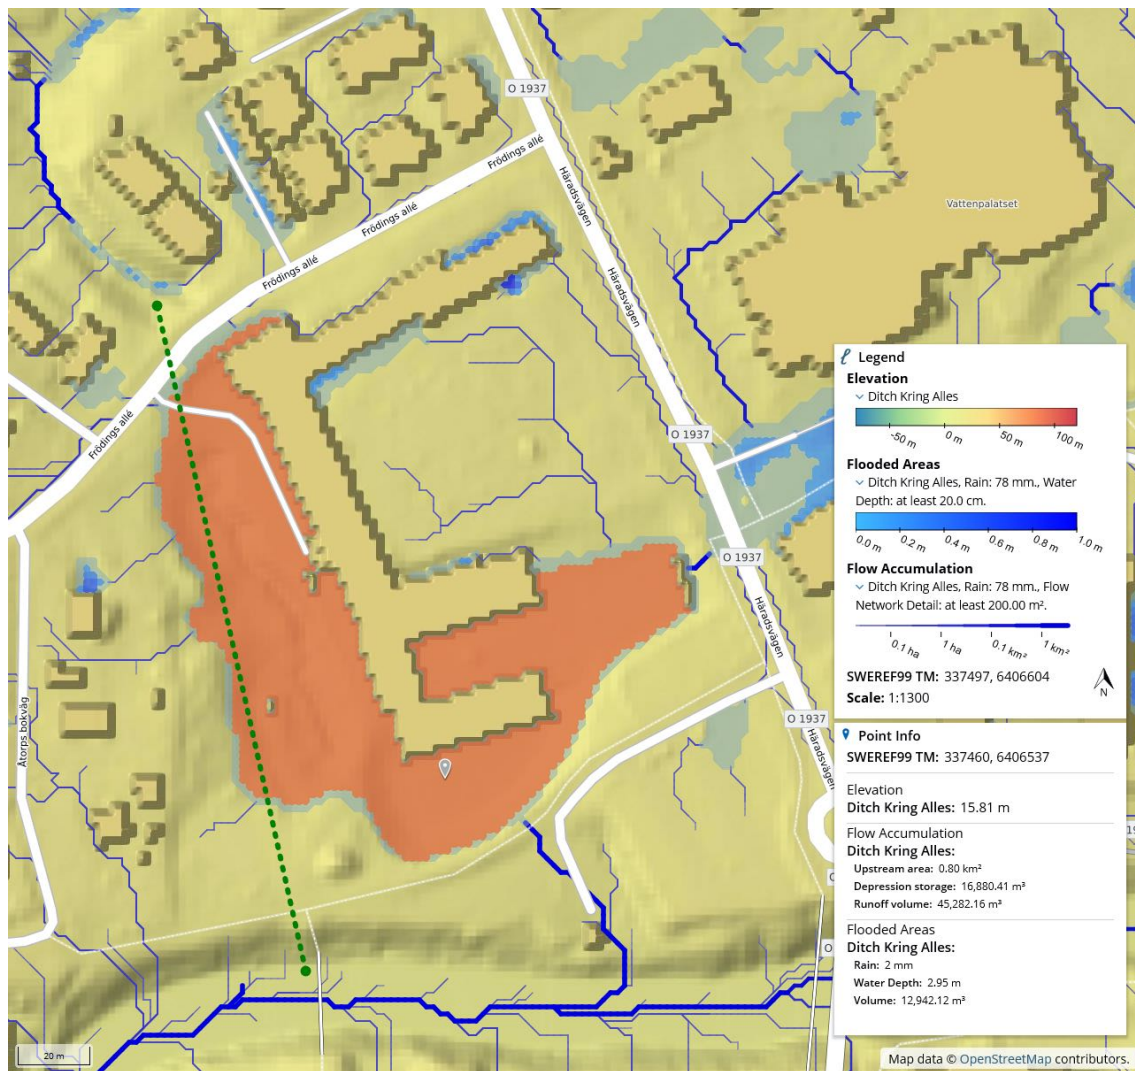 O 1937
Frödings allé
Häradsvägen
Frödings allé
Vattenpalatset
Frödings allé
Häradsvägen
Frödings allé
O 1937
O 1937
Häradsvägen
Åtorps bokväg
O 1937
Häradsvägen
Legend
Elevation
Ditch Kring Alles
-50 m
0 m
50 m
100 m
Flooded Areas
Ditch Kring Alles, Rain: 78 mm., Water
Depth: at least 20.0 cm.
0.0 m
0.2 m
0.4 m
0.6 m
0.8 m
1.0 m
Flow Accumulation
Ditch Kring Alles, Rain: 78 mm., Flow
Network Detail: at least 200.00 m².
0.1 ha
1 ha
0.1 km²
1 km²
SWEREF99 TM: 337497, 6406604
Scale: 1:1300
N
Point Info
SWEREF99 TM: 337460, 6406537
Elevation
Ditch Kring Alles: 15.81 m
Flow Accumulation
Ditch Kring Alles:
Upstream area: 0.80 km²
Depression storage: 16,880.41 m³
Runoff volume: 45,282.16 m³
Flooded Areas
Ditch Kring Alles:
Rain: 2 mm
Water Depth: 2.95 m
Volume: 12,942.12 m³
20 m
Map data © OpenStreetMap contributors.